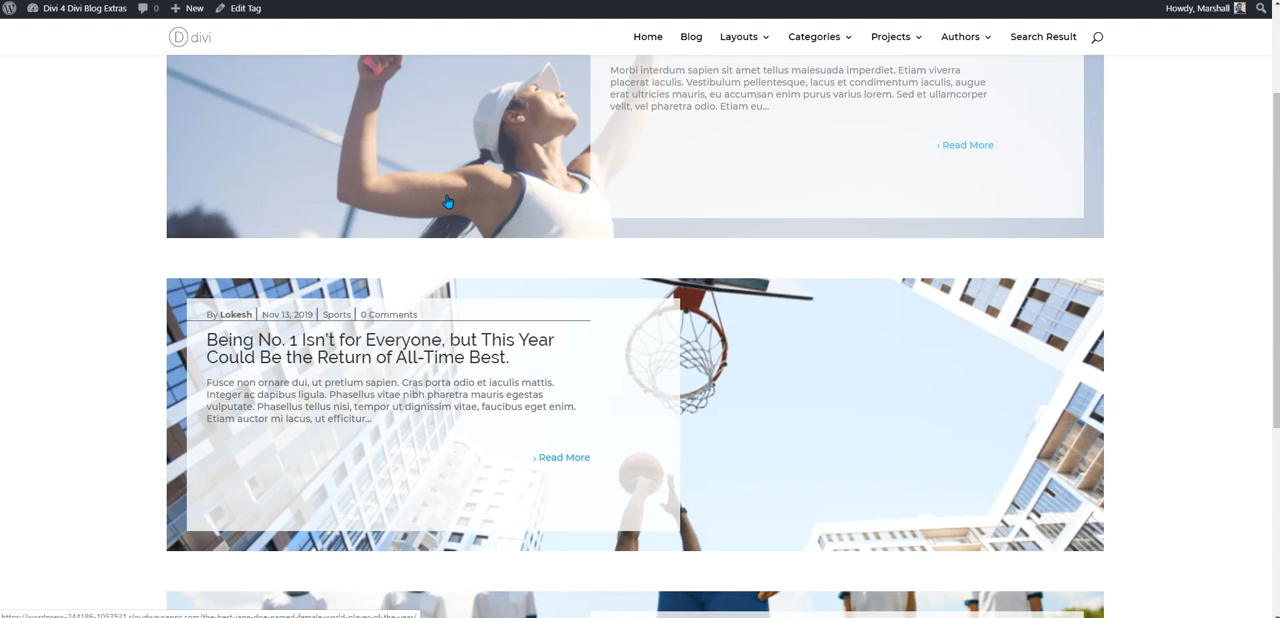 Divi 4 Divi Blog Extras
0
New
Edit Tag
Howdy, Marshall
divi
Home
Blog
Layouts
Categories
Projects
Authors
Search Result
Morbi interdum sapien sit amet tellus malesuada imperdiet. Etiam viverra
placerat iaculis. Vestibulum pellentesque, lacus et condimentum iaculis, augue
erat ultricies mauris, eu accumsan enim purus varius lorem. Sed et ullamcorper
velit, vel pharetra odio. Etiam eu...
› Read More
By Lokesh | Nov 13, 2019 | Sports | 0 Comments
Being No. 1 Isn't for Everyone, but This Year
Could Be the Return of All-Time Best.
Fusce non ornare dui, ut pretium sapien. Cras porta odio et iaculis mattis.
Integer ac dapibus ligula. Phasellus vitae nibh pharetra mauris egestas
vulputate. Phasellus tellus nisi, tempor ut dignissim vitae, faucibus eget enim.
Etiam auctor mi lacus, ut efficitur...
› Read More